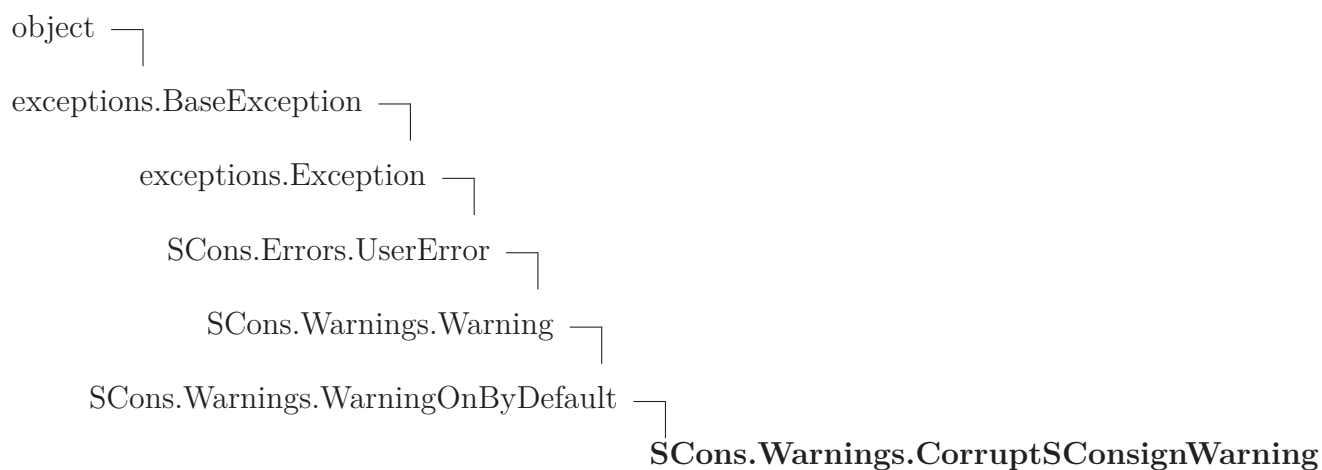 object
exceptions.BaseException
exceptions.Exception
SCons.Errors.UserError
SCons.Warnings.Warning
SCons.Warnings.WarningOnByDefault
SCons.Warnings.CorruptSConsignWarning